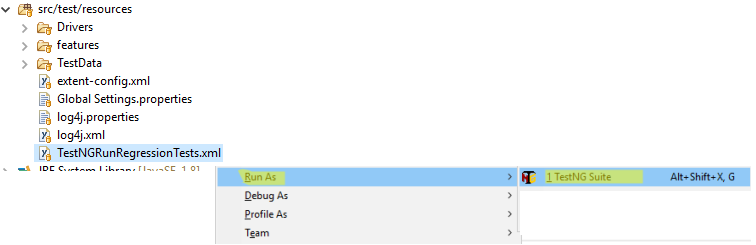 src/test/resources
Drivers
features
TestData
extent-config.xml
Global Settings.properties
log4j.properties
log4j.xml
TestNGRunRegressionTests.xml
JRE System Library [JavaSE-1.8]
Run As
1 TestNG Suite Alt+Shift+X, G
Debug As
Profile As
Team